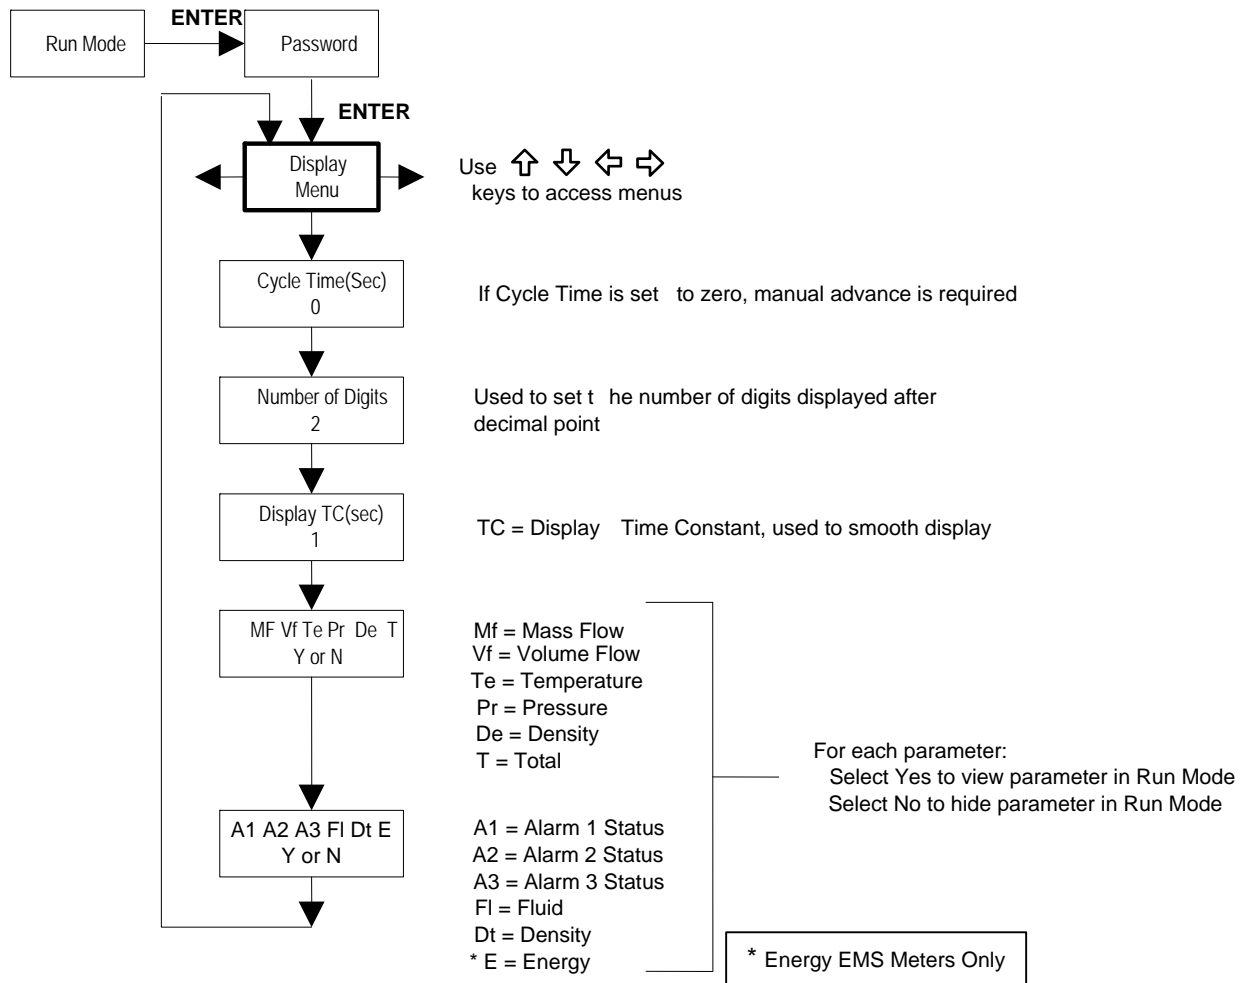 ENTER
Run Mode
Password
ENTER
Display
Menu
Use
keys to access menus
Cycle Time(Sec)
0
If Cycle Time is set to zero, manual advance is required
Number of Digits
2
Used to set t he number of digits displayed after
decimal point
Display TC(sec)
1
TC = Display Time Constant, used to smooth display
MF Vf Te Pr De T
Y or N
Mf = Mass Flow
Vf = Volume Flow
Te = Temperature
Pr = Pressure
De = Density
T = Total
For each parameter:
Select Yes to view parameter in Run Mode
Select No to hide parameter in Run Mode
A1 A2 A3 Fl Dt E
Y or N
A1 = Alarm 1 Status
A2 = Alarm 2 Status
A3 = Alarm 3 Status
Fl = Fluid
Dt = Density
* E = Energy
* Energy EMS Meters Only